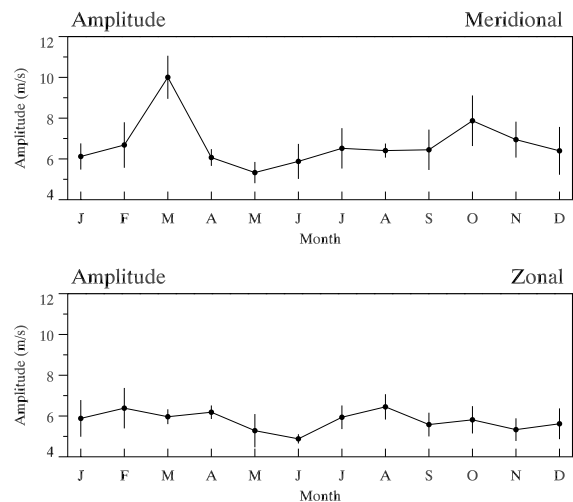 Amplitude Meridional
12
10
8
6
4
Amplitude (m/s)
J F M A M J J A S O N D
Month
Amplitude Zonal
12
10
8
6
4
Amplitude (m/s)
J F M A M J J A S O N D
Month